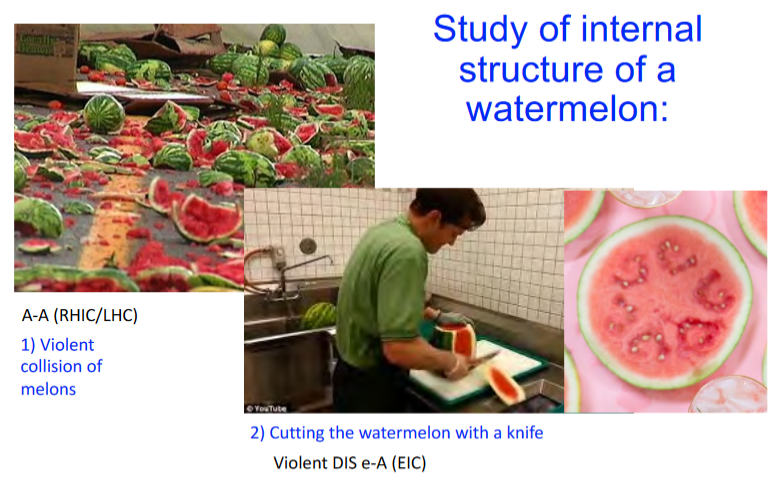 Study of internal
structure of a
watermelon:
A-A (RHIC/LHC)
1) Violent
collision of
melons
© YouTube
2) Cutting the watermelon with a knife
Violent DIS e-A (EIC)